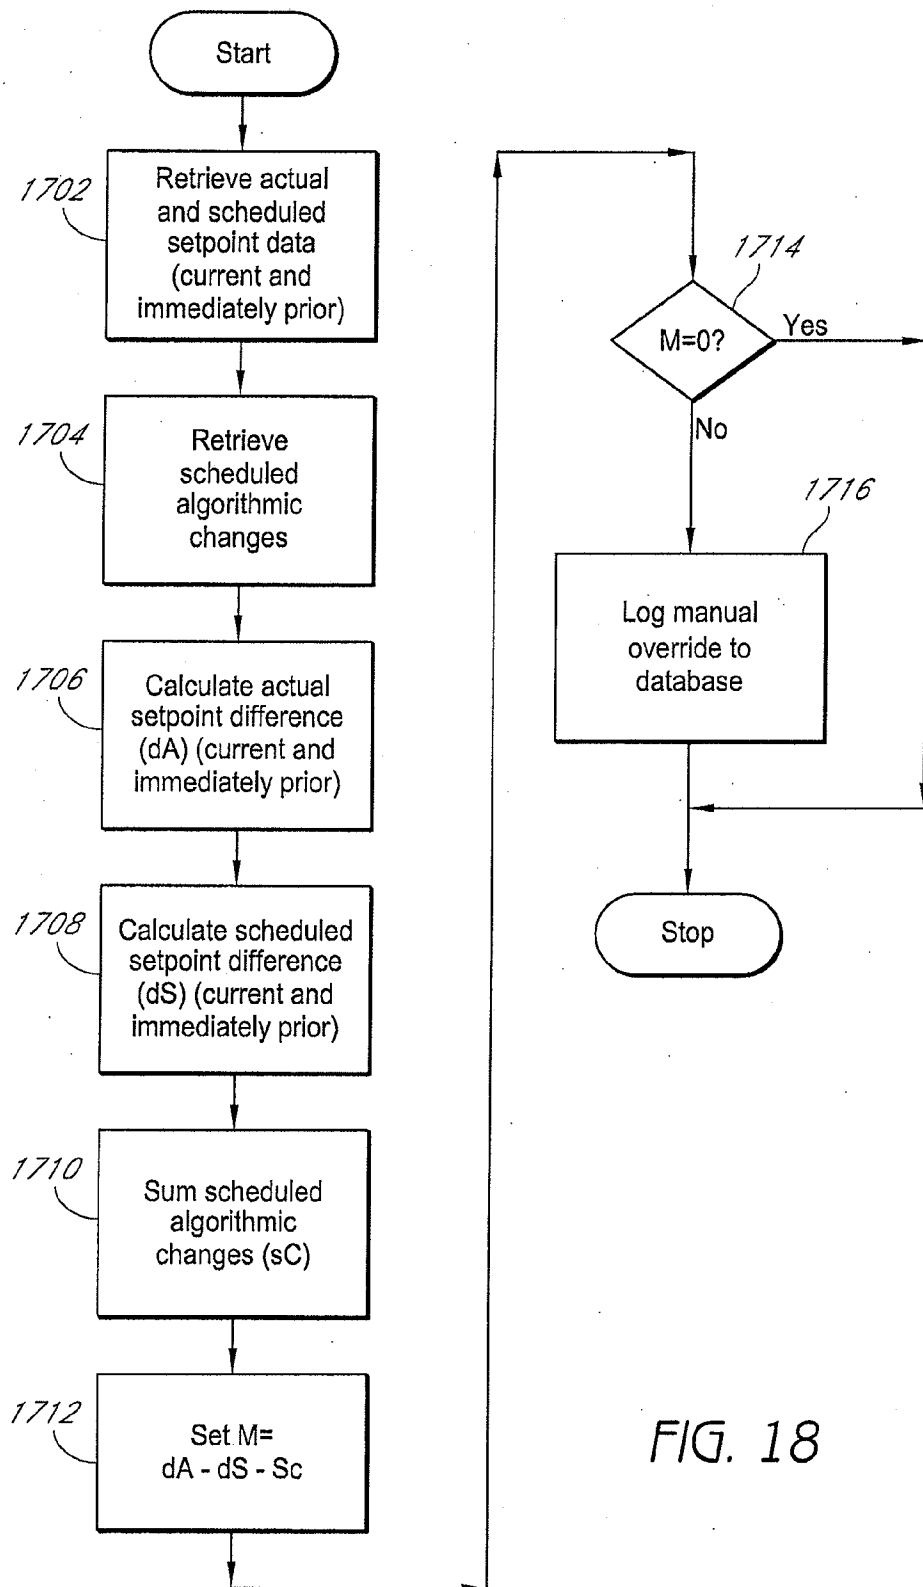 Start
1702
Retrieve actual
and scheduled
setpoint data
(current and
immediately prior)
1704
Retrieve
scheduled
algorithmic
changes
1706
Calculate actual
setpoint difference
(dA) (current and
immediately prior)
1708
Calculate scheduled
setpoint difference
(dS) (current and
immediately prior)
1710
Sum scheduled
algorithmic
changes (sC)
1712
Set M=
dA - dS - Sc
1714
M=0?
Yes
No
1716
Log manual
override to
database
Stop
FIG. 18